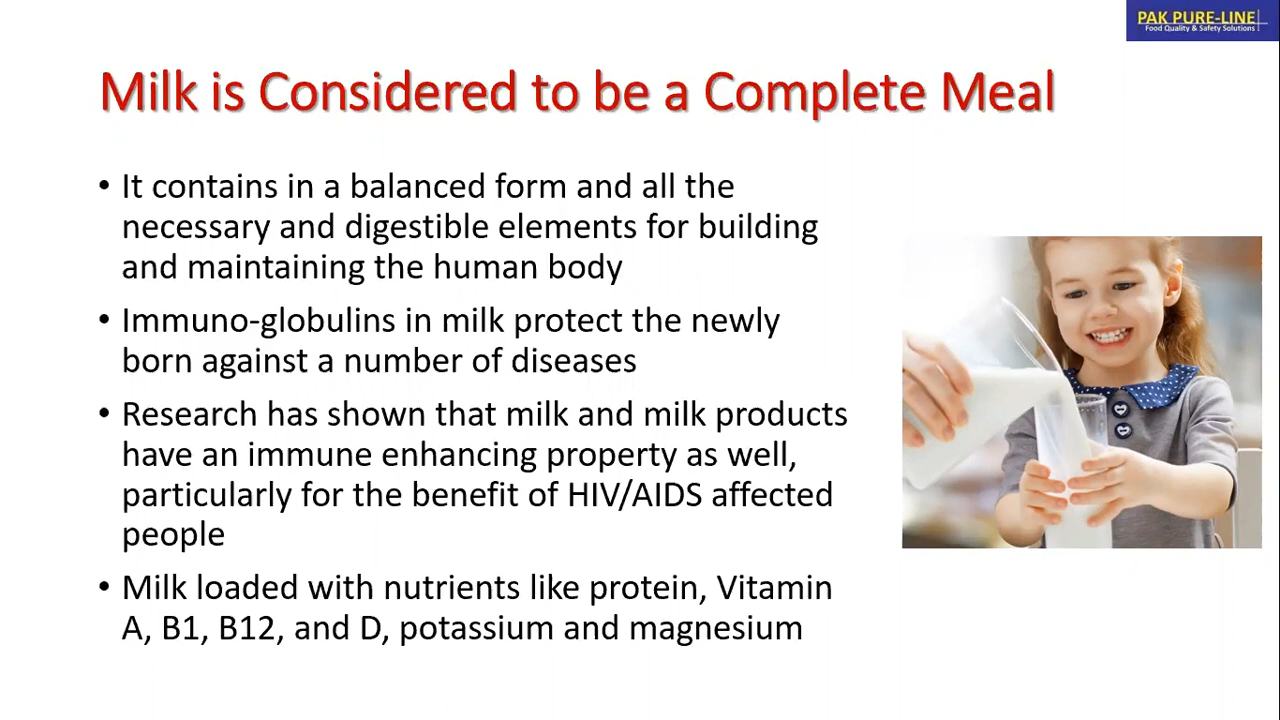 PAK PURE-LINE
Food Quality & Safety Solutions
Milk is Considered to be a Complete Meal
• It contains in a balanced form and all the
necessary and digestible elements for building
and maintaining the human body
• Immuno-globulins in milk protect the newly
born against a number of diseases
• Research has shown that milk and milk products
have an immune enhancing property as well,
particularly for the benefit of HIV/AIDS affected
people
• Milk loaded with nutrients like protein, Vitamin
A, B1, B12, and D, potassium and magnesium